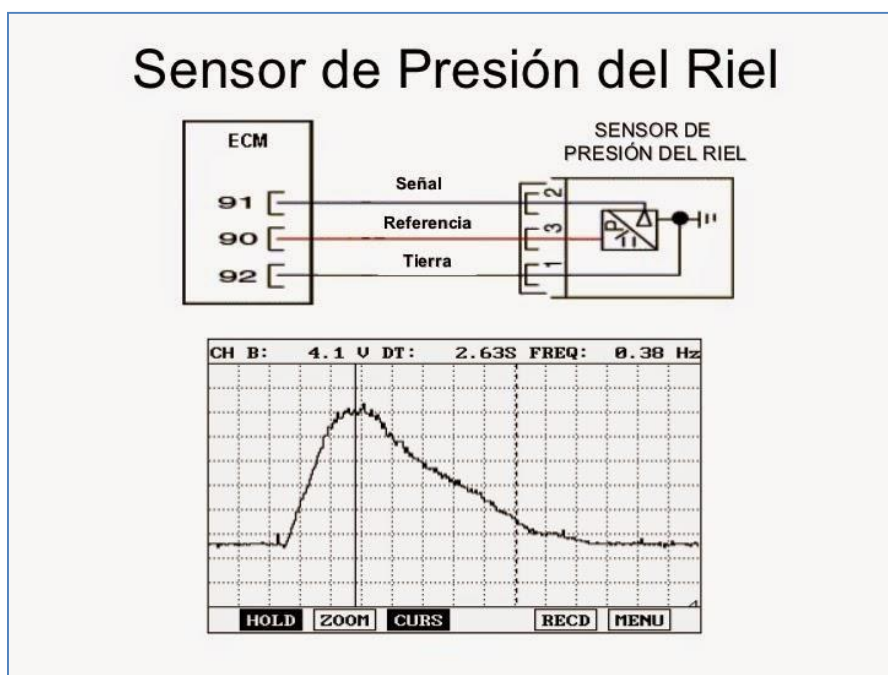 Sensor de Presión del Riel
ECM
SENSOR DE
PRESIÓN DEL RIEL
91
Señal
2
90
Referencia
3
P
92
Tierra
1
CH B: 4.1 V DT: 2.63S FREQ: 0.38 Hz
HOLD ZOOM CURS RECD MENU